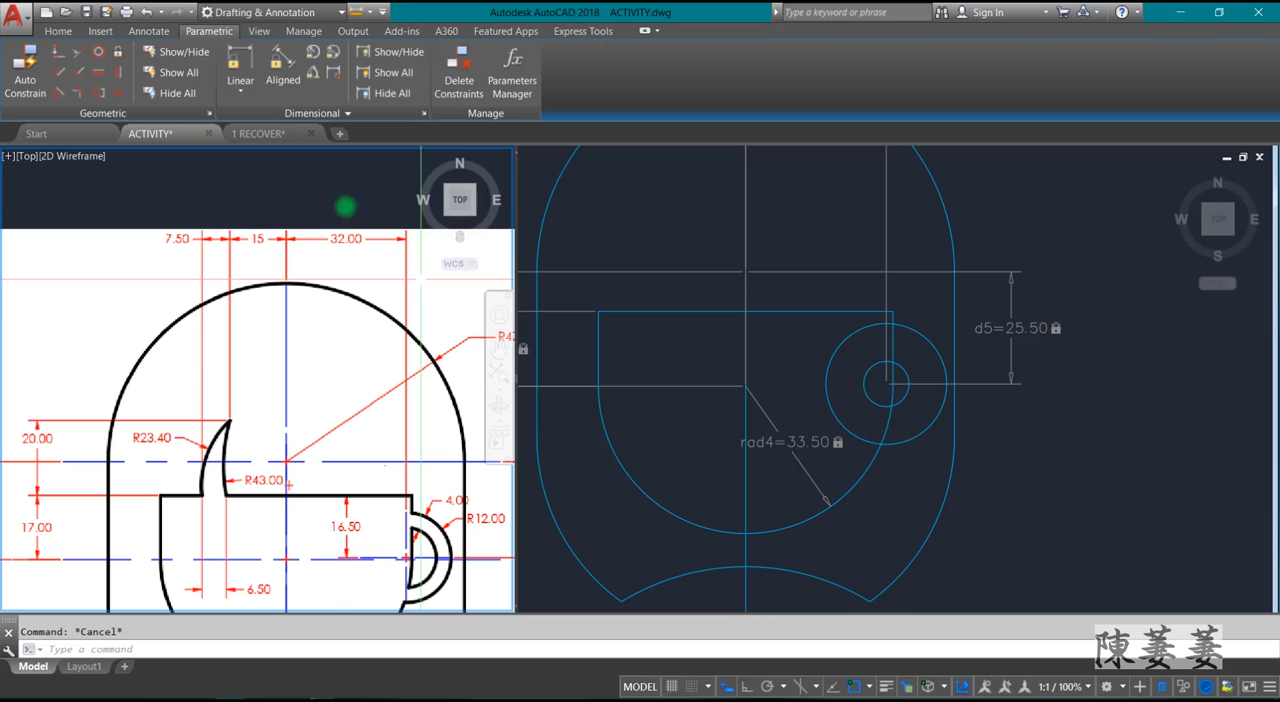 Drafting & Annotation
Autodesk AutoCAD 2018 ACTIVITY.dwg
Type a keyword or phrase
Sign In
Home Insert Annotate Parametric View Manage Output Add-ins A360 Featured Apps Express Tools
Auto
Constrain
Show/Hide
Show All
Hide All
Geometric
Linear
Aligned
Show/Hide
Show All
Hide All
Dimensional
Delete
Constraints
fx
Parameters
Manager
Manage
Start
ACTIVITY*
1 RECOVER*
[+][Top][2D Wireframe]
N
W TOP E
S
WCS
N
W TOP E
S
7.50 15 32.00
d5=25.50
20.00
R23.40
R43.00
rad4=33.50
17.00
16.50
4.00
R12.00
6.50
Command: *Cancel*
Type a command
陳萋萋
Model Layout1
MODEL
1:1 / 100%